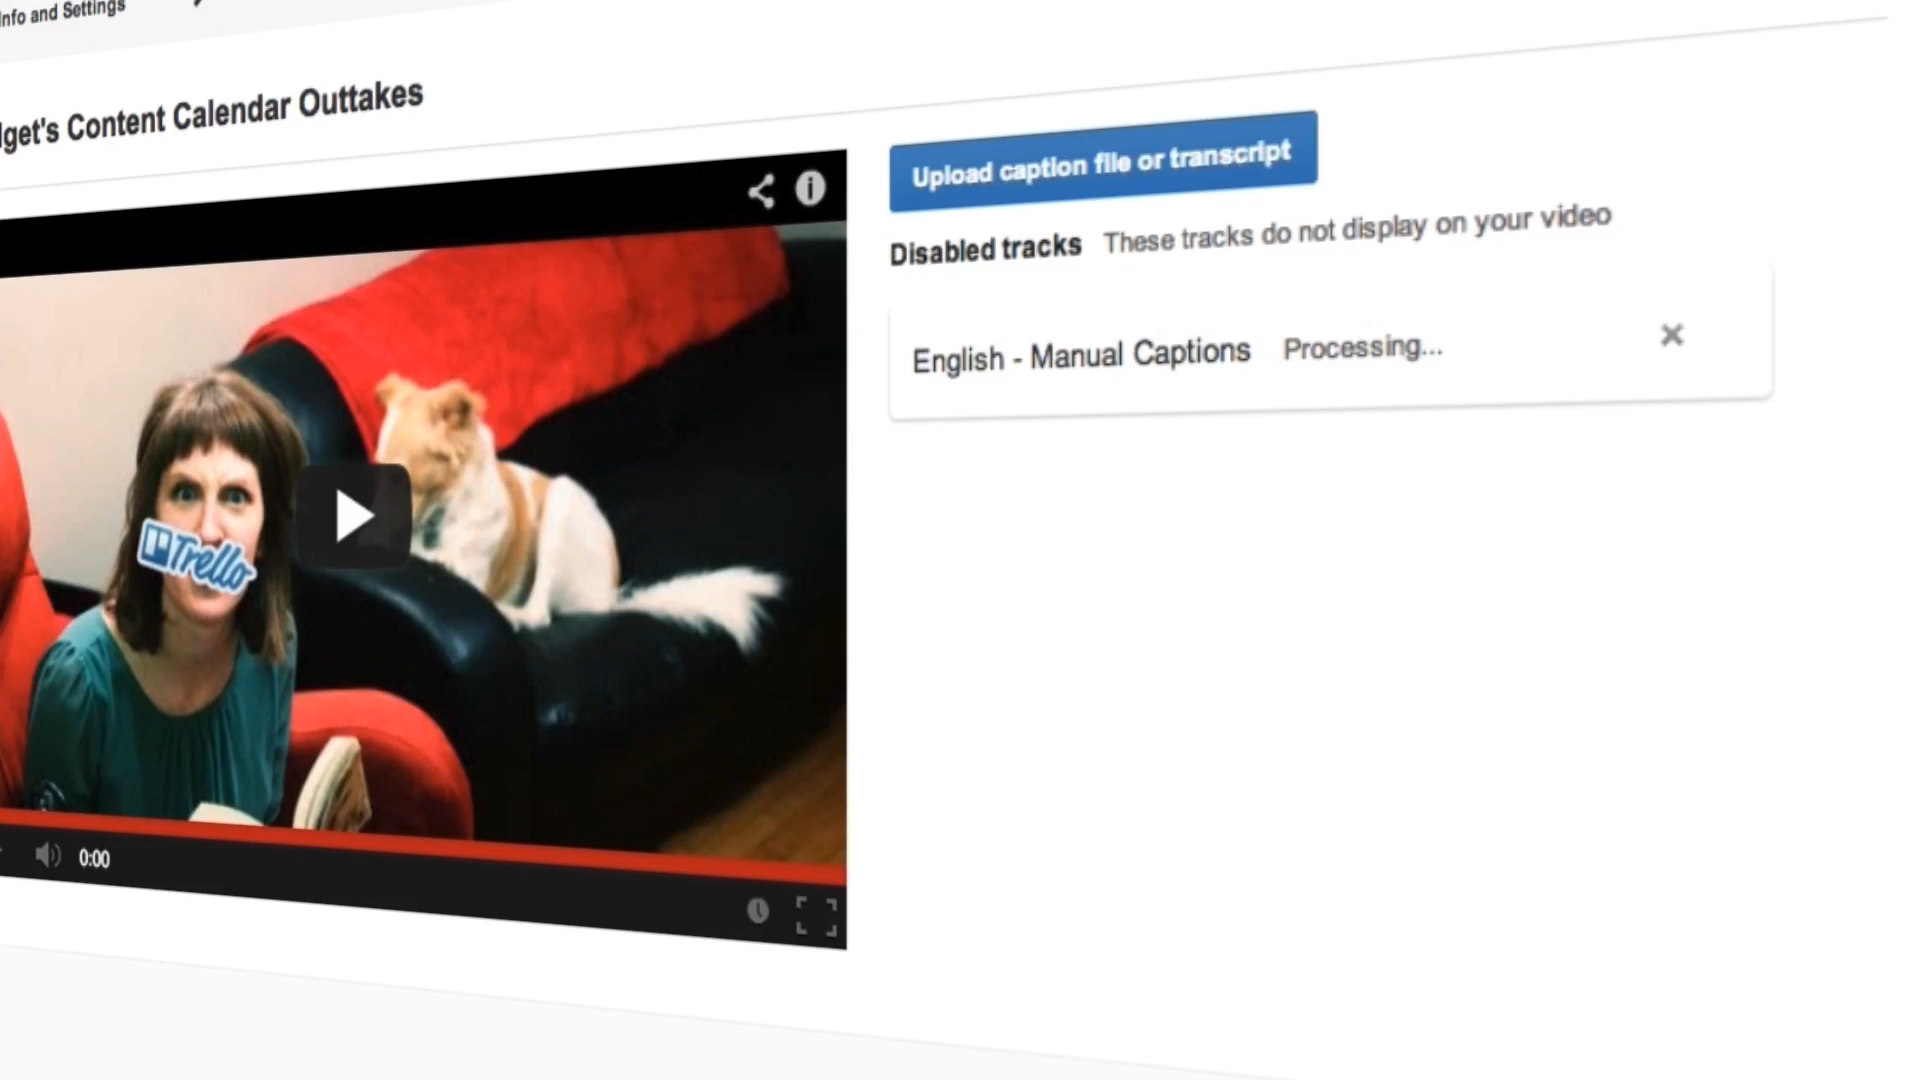 Info and Settings
dget's Content Calendar Outtakes
Upload caption file or transcript
Disabled tracks These tracks do not display on your video
English - Manual Captions Processing...
Trello
0:00